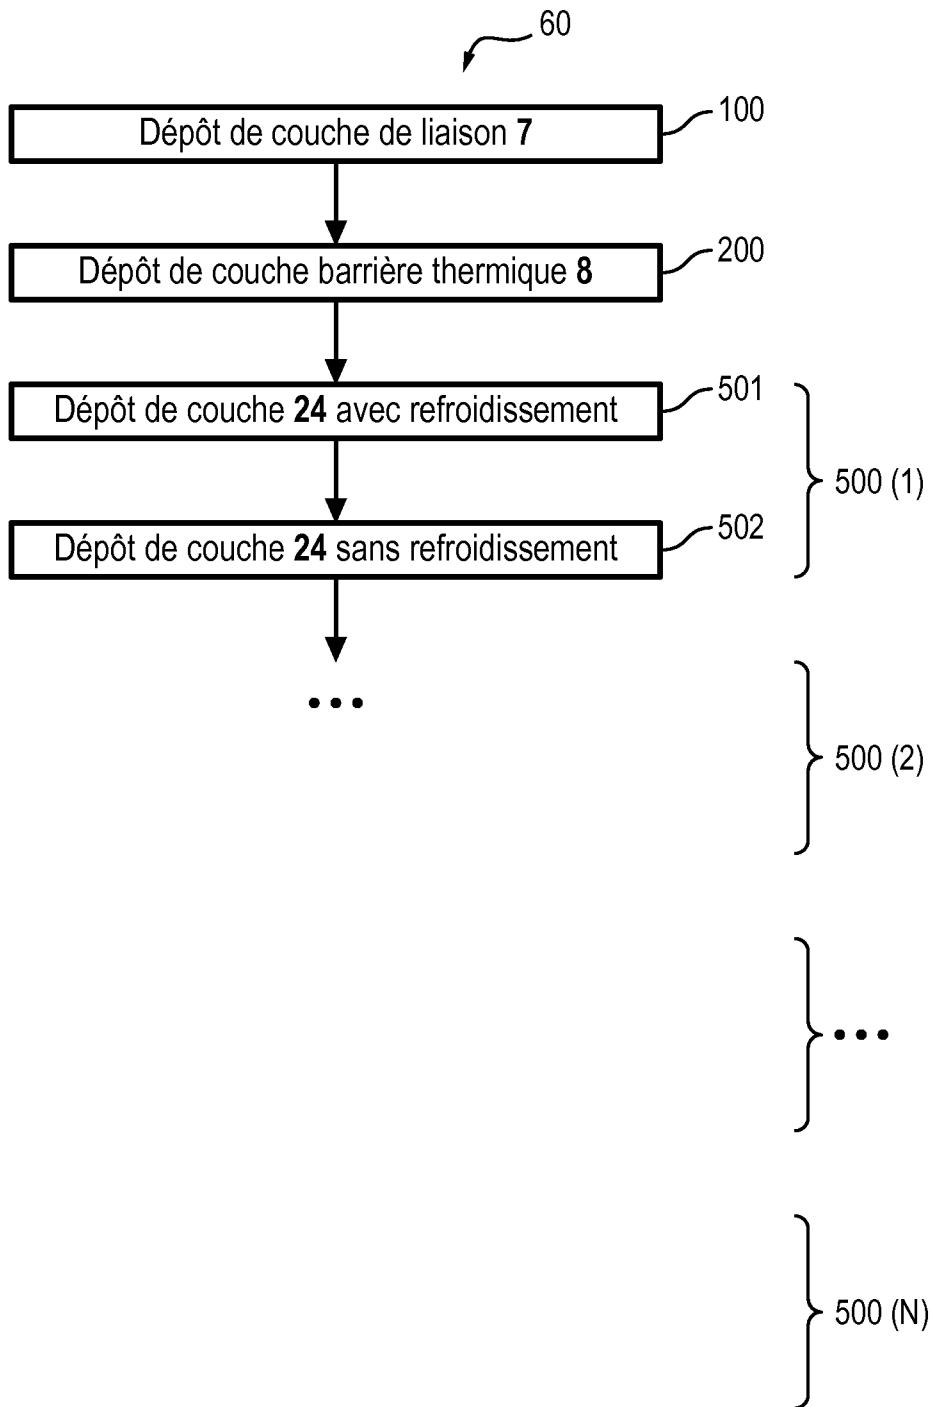 60
Dépôt de couche de liaison 7
100
Dépôt de couche barrière thermique 8
200
Dépôt de couche 24 avec refroidissement
501
500 (1)
Dépôt de couche 24 sans refroidissement
502
...
500 (2)
...
500 (N)